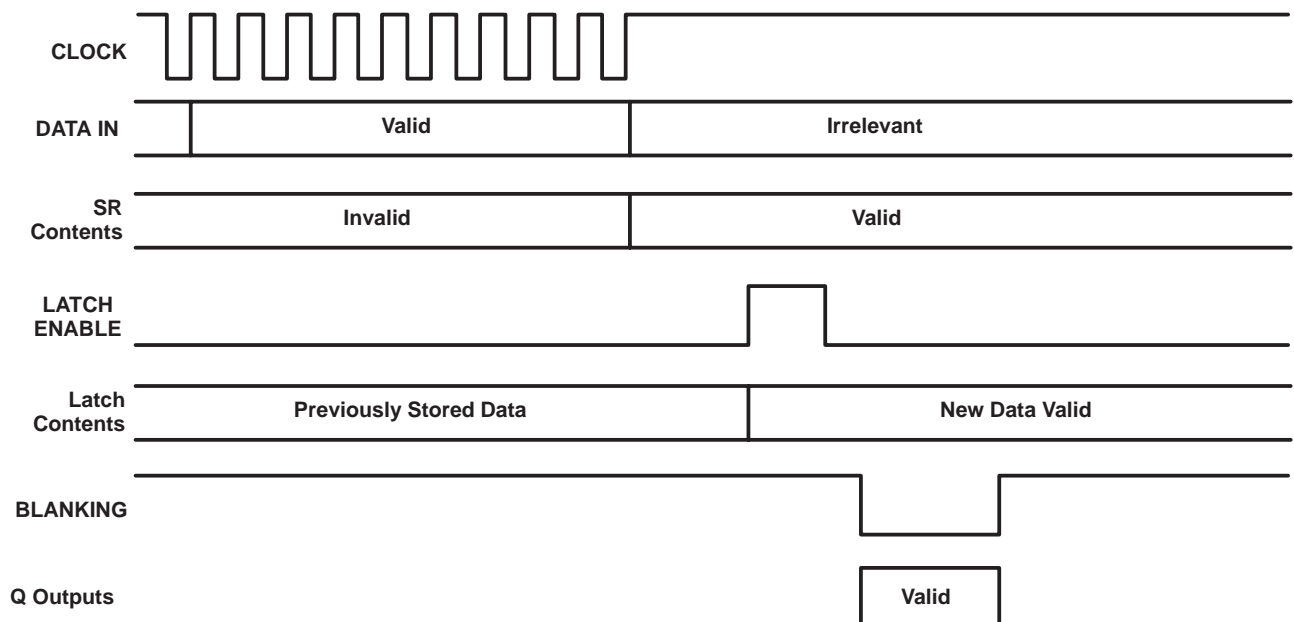 CLOCK
DATA IN
Valid
Irrelevant
SR
Contents
Invalid
Valid
LATCH
ENABLE
Latch
Contents
Previously Stored Data
New Data Valid
BLANKING
Q Outputs
Valid